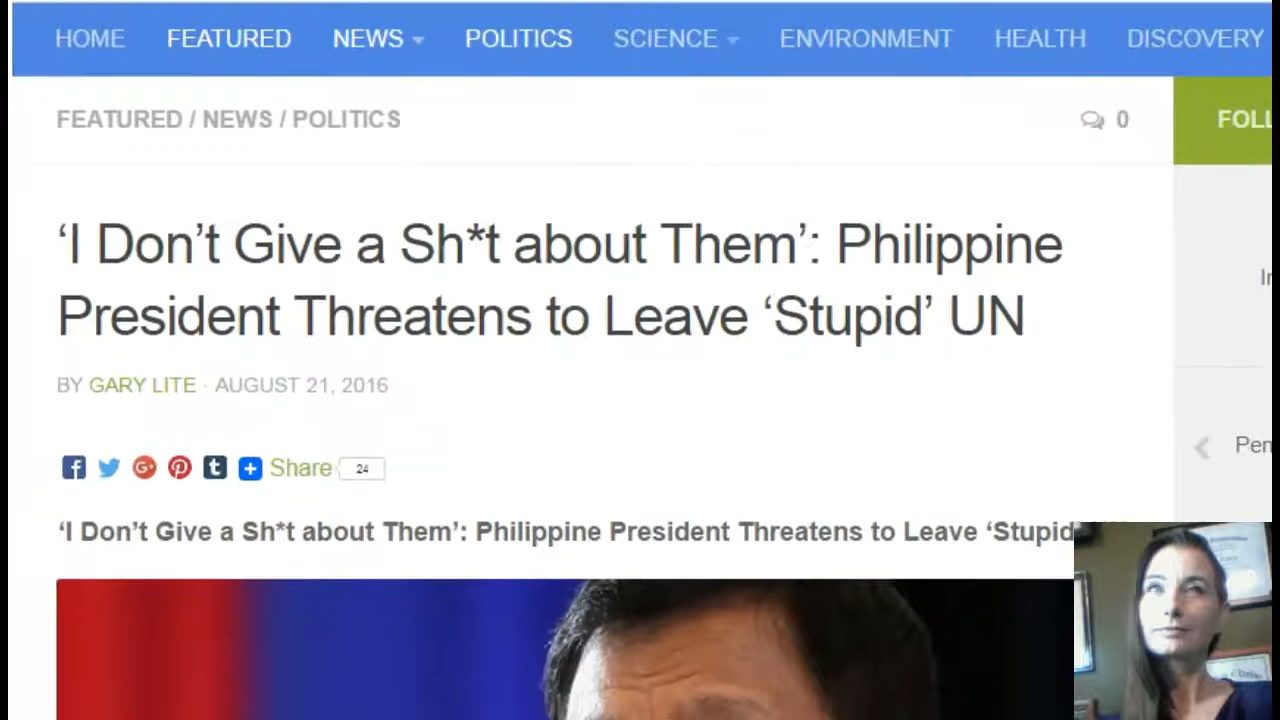 HOME FEATURED NEWS POLITICS SCIENCE ENVIRONMENT HEALTH DISCOVERY
FEATURED / NEWS / POLITICS 0
FOLL
‘I Don’t Give a Sh*t about Them’: Philippine
President Threatens to Leave ‘Stupid’ UN
BY GARY LITE · AUGUST 21, 2016
Share 24
Pen
‘I Don’t Give a Sh*t about Them’: Philippine President Threatens to Leave ‘Stupid